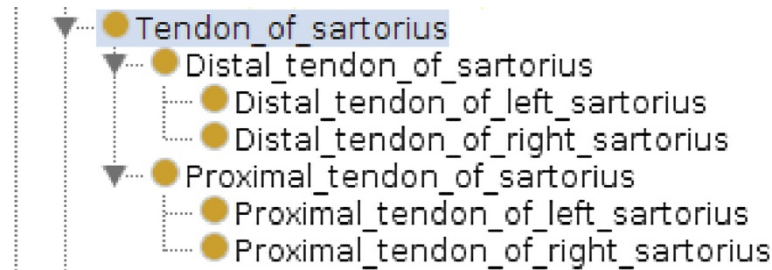 Tendon_of_sartorius
Distal_tendon_of_sartorius
Distal_tendon_of_left_sartorius
Distal_tendon_of_right_sartorius
Proximal_tendon_of_sartorius
Proximal_tendon_of_left_sartorius
Proximal_tendon_of_right_sartorius